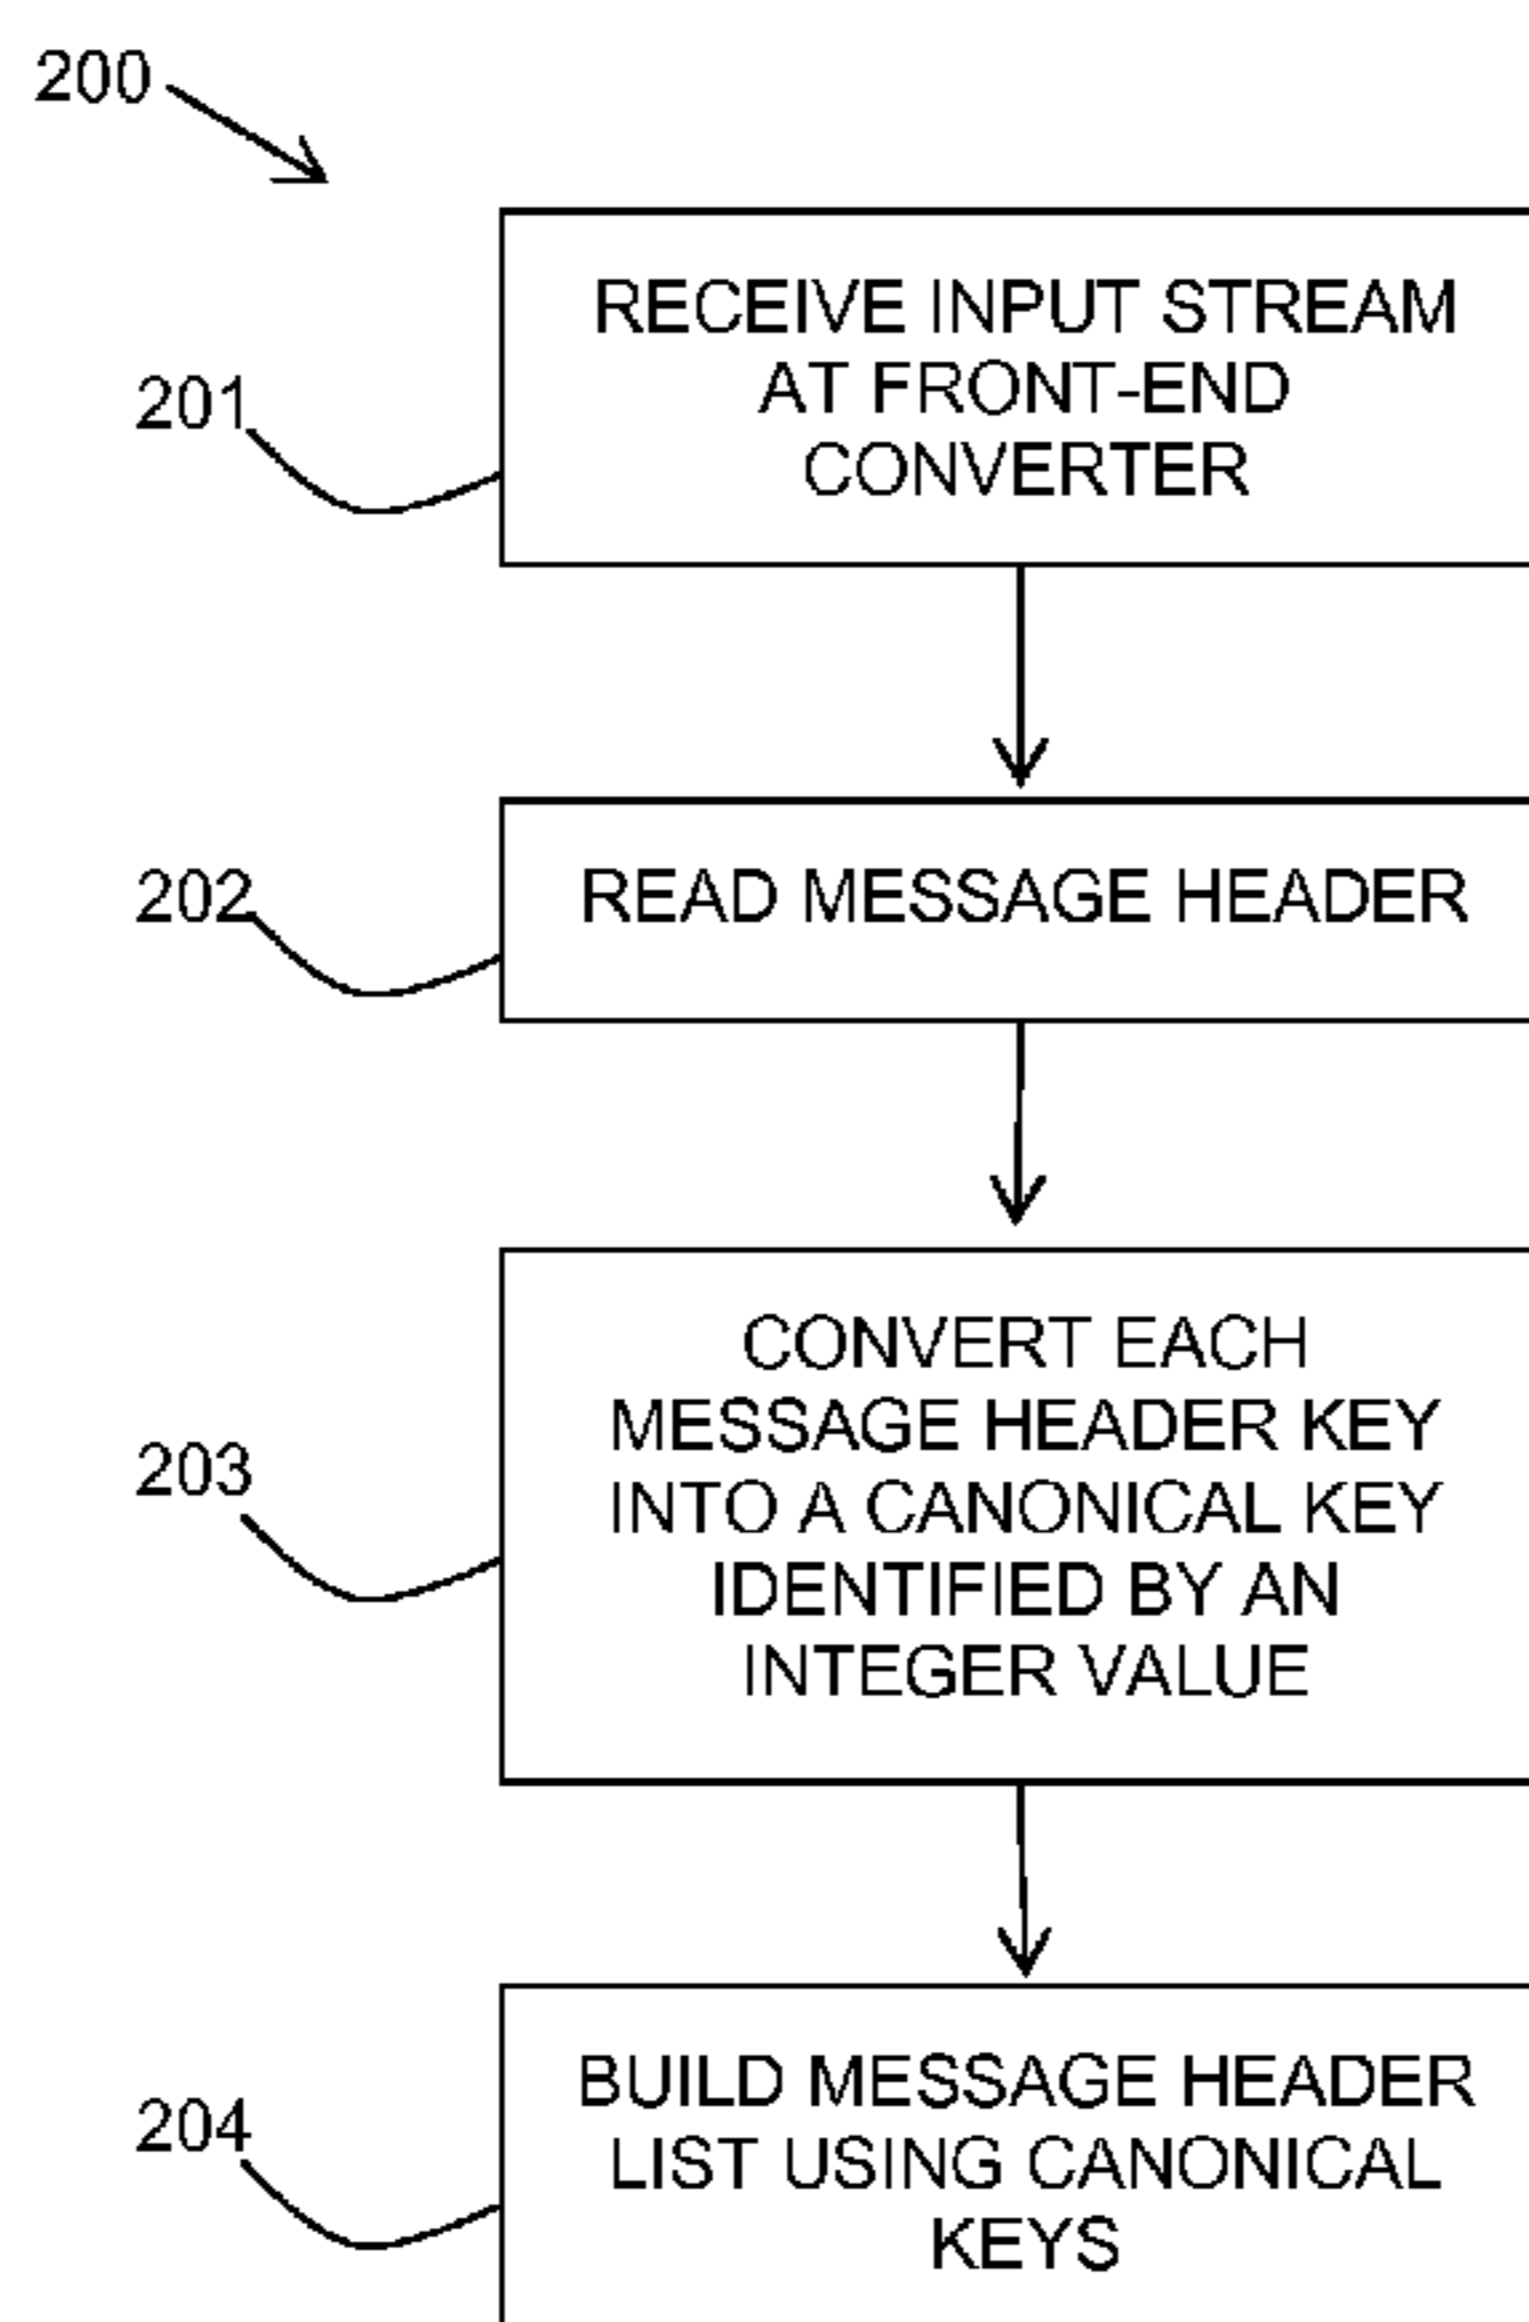 200
RECEIVE INPUT STREAM
AT FRONT-END
CONVERTER
201
READ MESSAGE HEADER
202
CONVERT EACH
MESSAGE HEADER KEY
INTO A CANONICAL KEY
IDENTIFIED BY AN
INTEGER VALUE
203
BUILD MESSAGE HEADER
LIST USING CANONICAL
KEYS
204